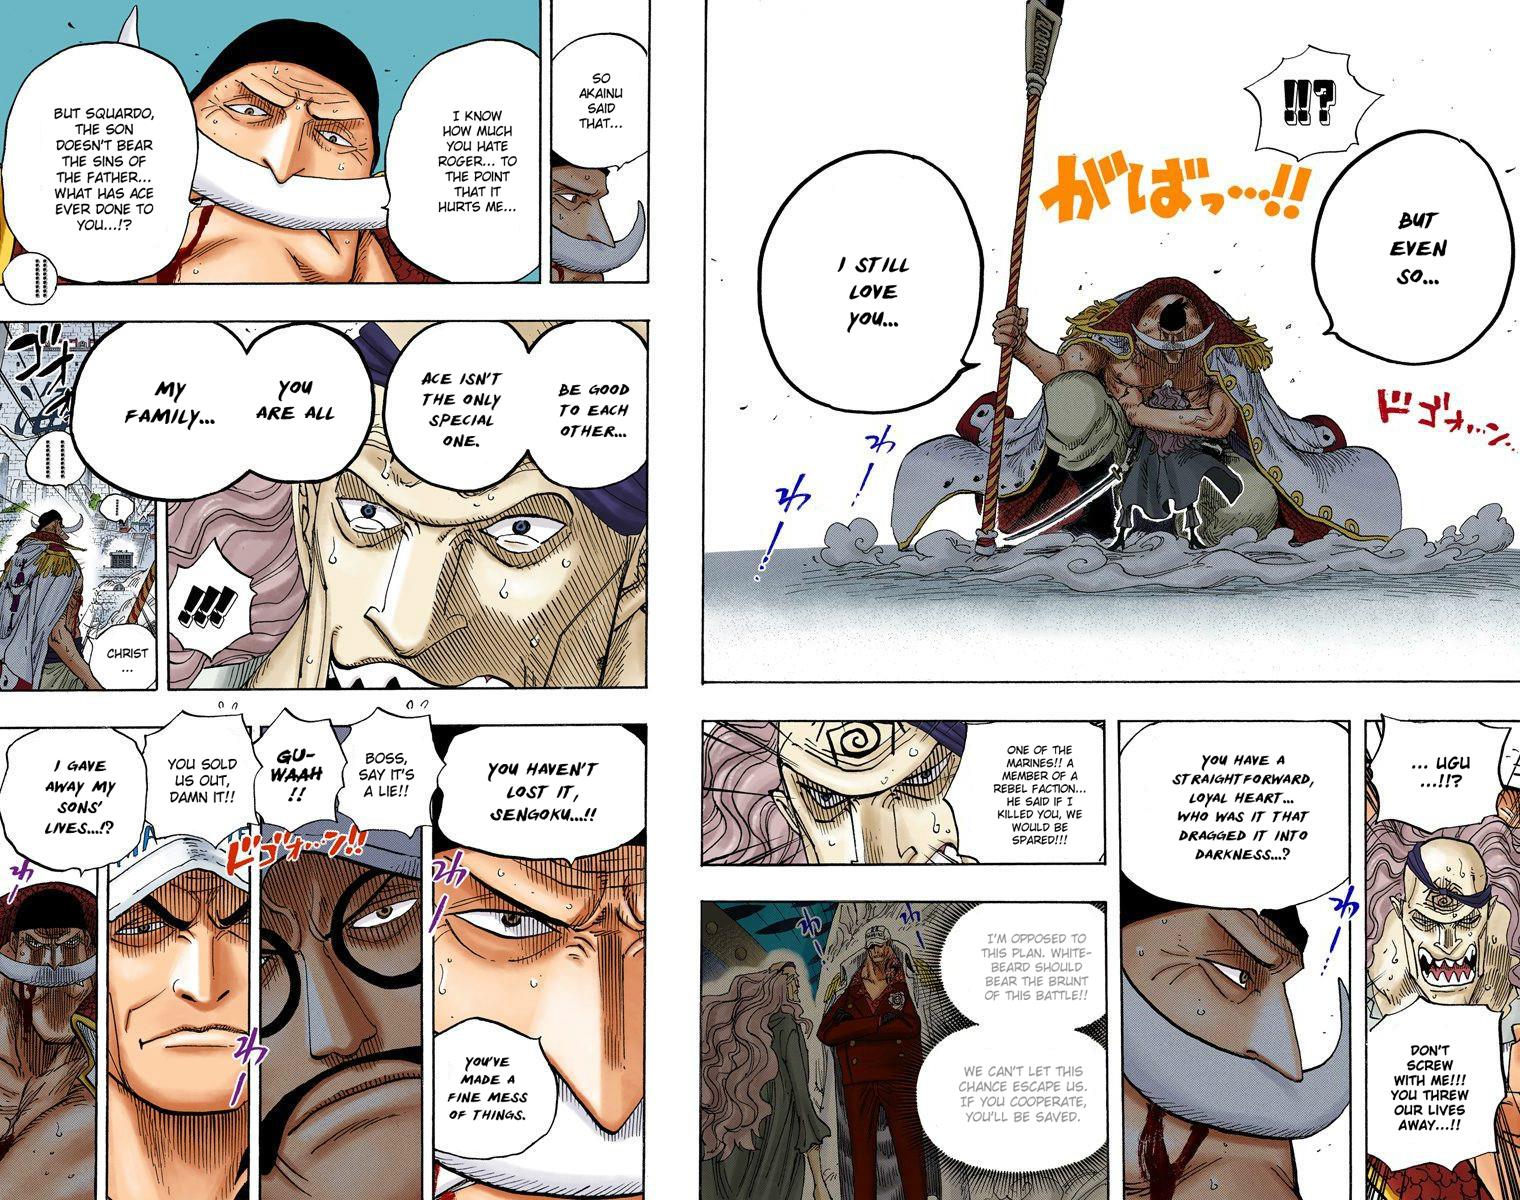 !!?
BUT
EVEN
SO...
がばっ…!!
I STILL
LOVE
YOU...
ドゴォ…ン…
... UGU
...!!?
DON'T
SCREW
WITH ME!!!
YOU THREW
OUR LIVES
AWAY...!!
YOU HAVE A
STRAIGHTFORWARD,
LOYAL HEART...
WHO WAS IT THAT
DRAGGED IT INTO
DARKNESS...?
ONE OF THE
MARINES!! A
MEMBER OF A
REBEL FACTION...
HE SAID IF I
KILLED YOU, WE
WOULD BE
SPARED!!!
I'M OPPOSED TO
THIS PLAN. WHITE-
BEARD SHOULD
BEAR THE BRUNT
OF THIS BATTLE!!
WE CAN'T LET THIS
CHANCE ESCAPE US.
IF YOU COOPERATE,
YOU'LL BE SAVED.
SO
AKAINU
SAID
THAT...
I KNOW
HOW MUCH
YOU HATE
ROGER... TO
THE POINT
THAT IT
HURTS ME...
BUT SQUARDO,
THE SON
DOESN'T BEAR
THE SINS OF
THE FATHER...
WHAT HAS ACE
EVER DONE TO
YOU...!?
BE GOOD
TO EACH
OTHER...
ACE ISN'T
THE ONLY
SPECIAL
ONE.
YOU
ARE ALL
MY
FAMILY...
!!!
ゴオ
CHRIST
...
YOU HAVEN'T
LOST IT,
SENGOKU...!!
YOU'VE
MADE A
FINE MESS
OF THINGS.
BOSS,
SAY IT'S
A LIE!!
GU-
WAAH
!!
ドゴォ…ン!!
YOU SOLD
US OUT,
DAMN IT!!
I GAVE
AWAY MY
SONS'
LIVES...!?